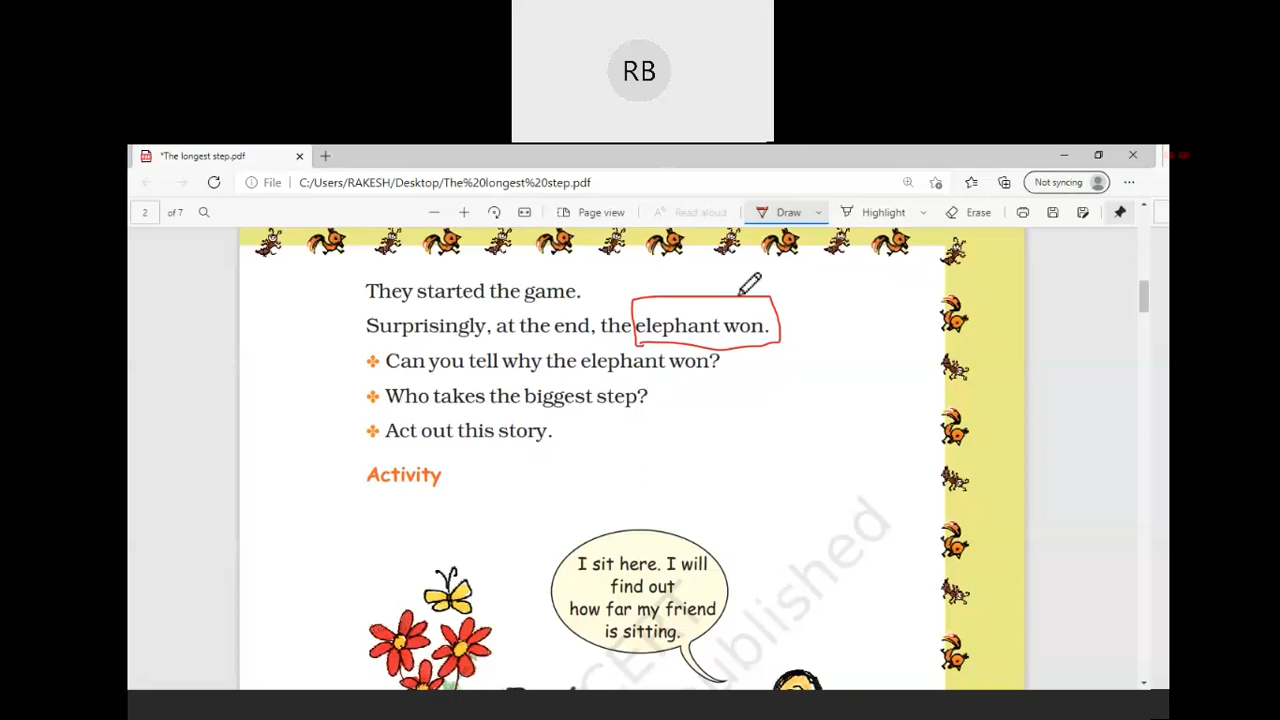 RB
*The longest step.pdf
File C:/Users/RAKESH/Desktop/The%20longest%20step.pdf Not syncing
2 of 7 Page view Read aloud Draw Highlight Erase
They started the game.
Surprisingly, at the end, the elephant won.
Can you tell why the elephant won?
Who takes the biggest step?
Act out this story.
Activity
I sit here. I will
find out
how far my friend
is sitting.
CERT
published